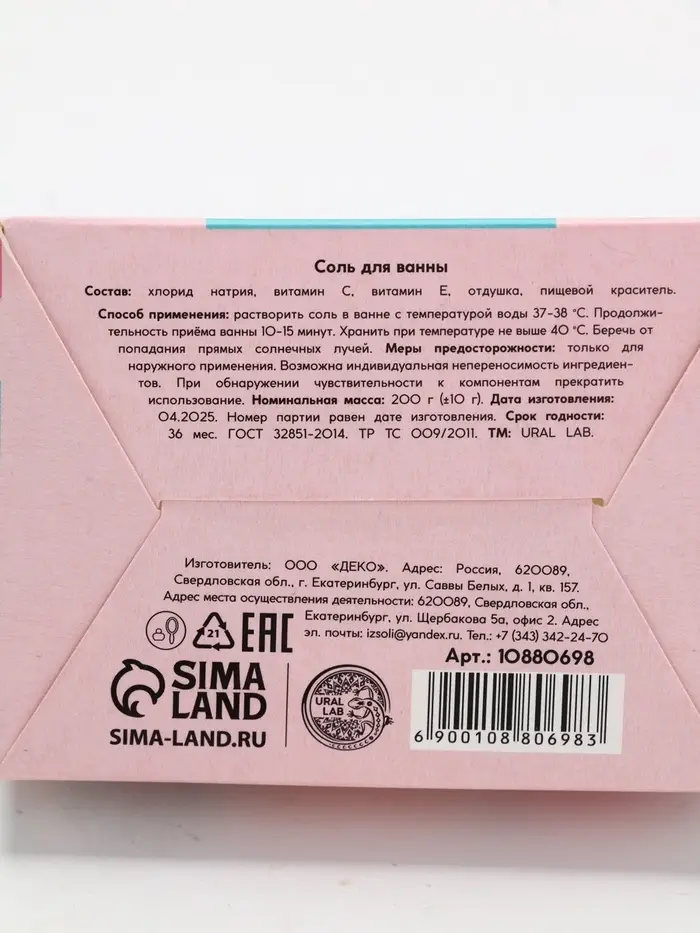 Соль для ванны
Состав: хлорид натрия, витамин С, витамин Е, отдушка, пищевой краситель.
Способ применения: растворить соль в ванне с температурой воды 37-38 °С. Продолжи-
тельность приёма ванны 10-15 минут. Хранить при температуре не выше 40 °С. Беречь от
попадания прямых солнечных лучей. Меры предосторожности: только для
наружного применения. Возможна индивидуальная непереносимость ингредиен-
тов. При обнаружении чувствительности к компонентам прекратить
использование. Номинальная масса: 200 г (±10 г). Дата изготовления:
04.2025. Номер партии равен дате изготовления. Срок годности:
36 мес. ГОСТ 32851-2014. ТР ТС 009/2011. ТМ: URAL LAB.
Изготовитель: ООО «ДЕКО». Адрес: Россия, 620089,
Свердловская обл., г. Екатеринбург, ул. Саввы Белых, д. 1, кв. 157.
Адрес места осуществления деятельности: 620089, Свердловская обл.,
Екатеринбург, ул. Щербакова 5а, офис 2. Адрес
эл. почты: izsoli@yandex.ru. Тел.: +7 (343) 342-24-70
21
EAC
Арт.: 10880698
SIMA
LAND
SIMA-LAND.RU
URAL
LAB
6 900108 806983